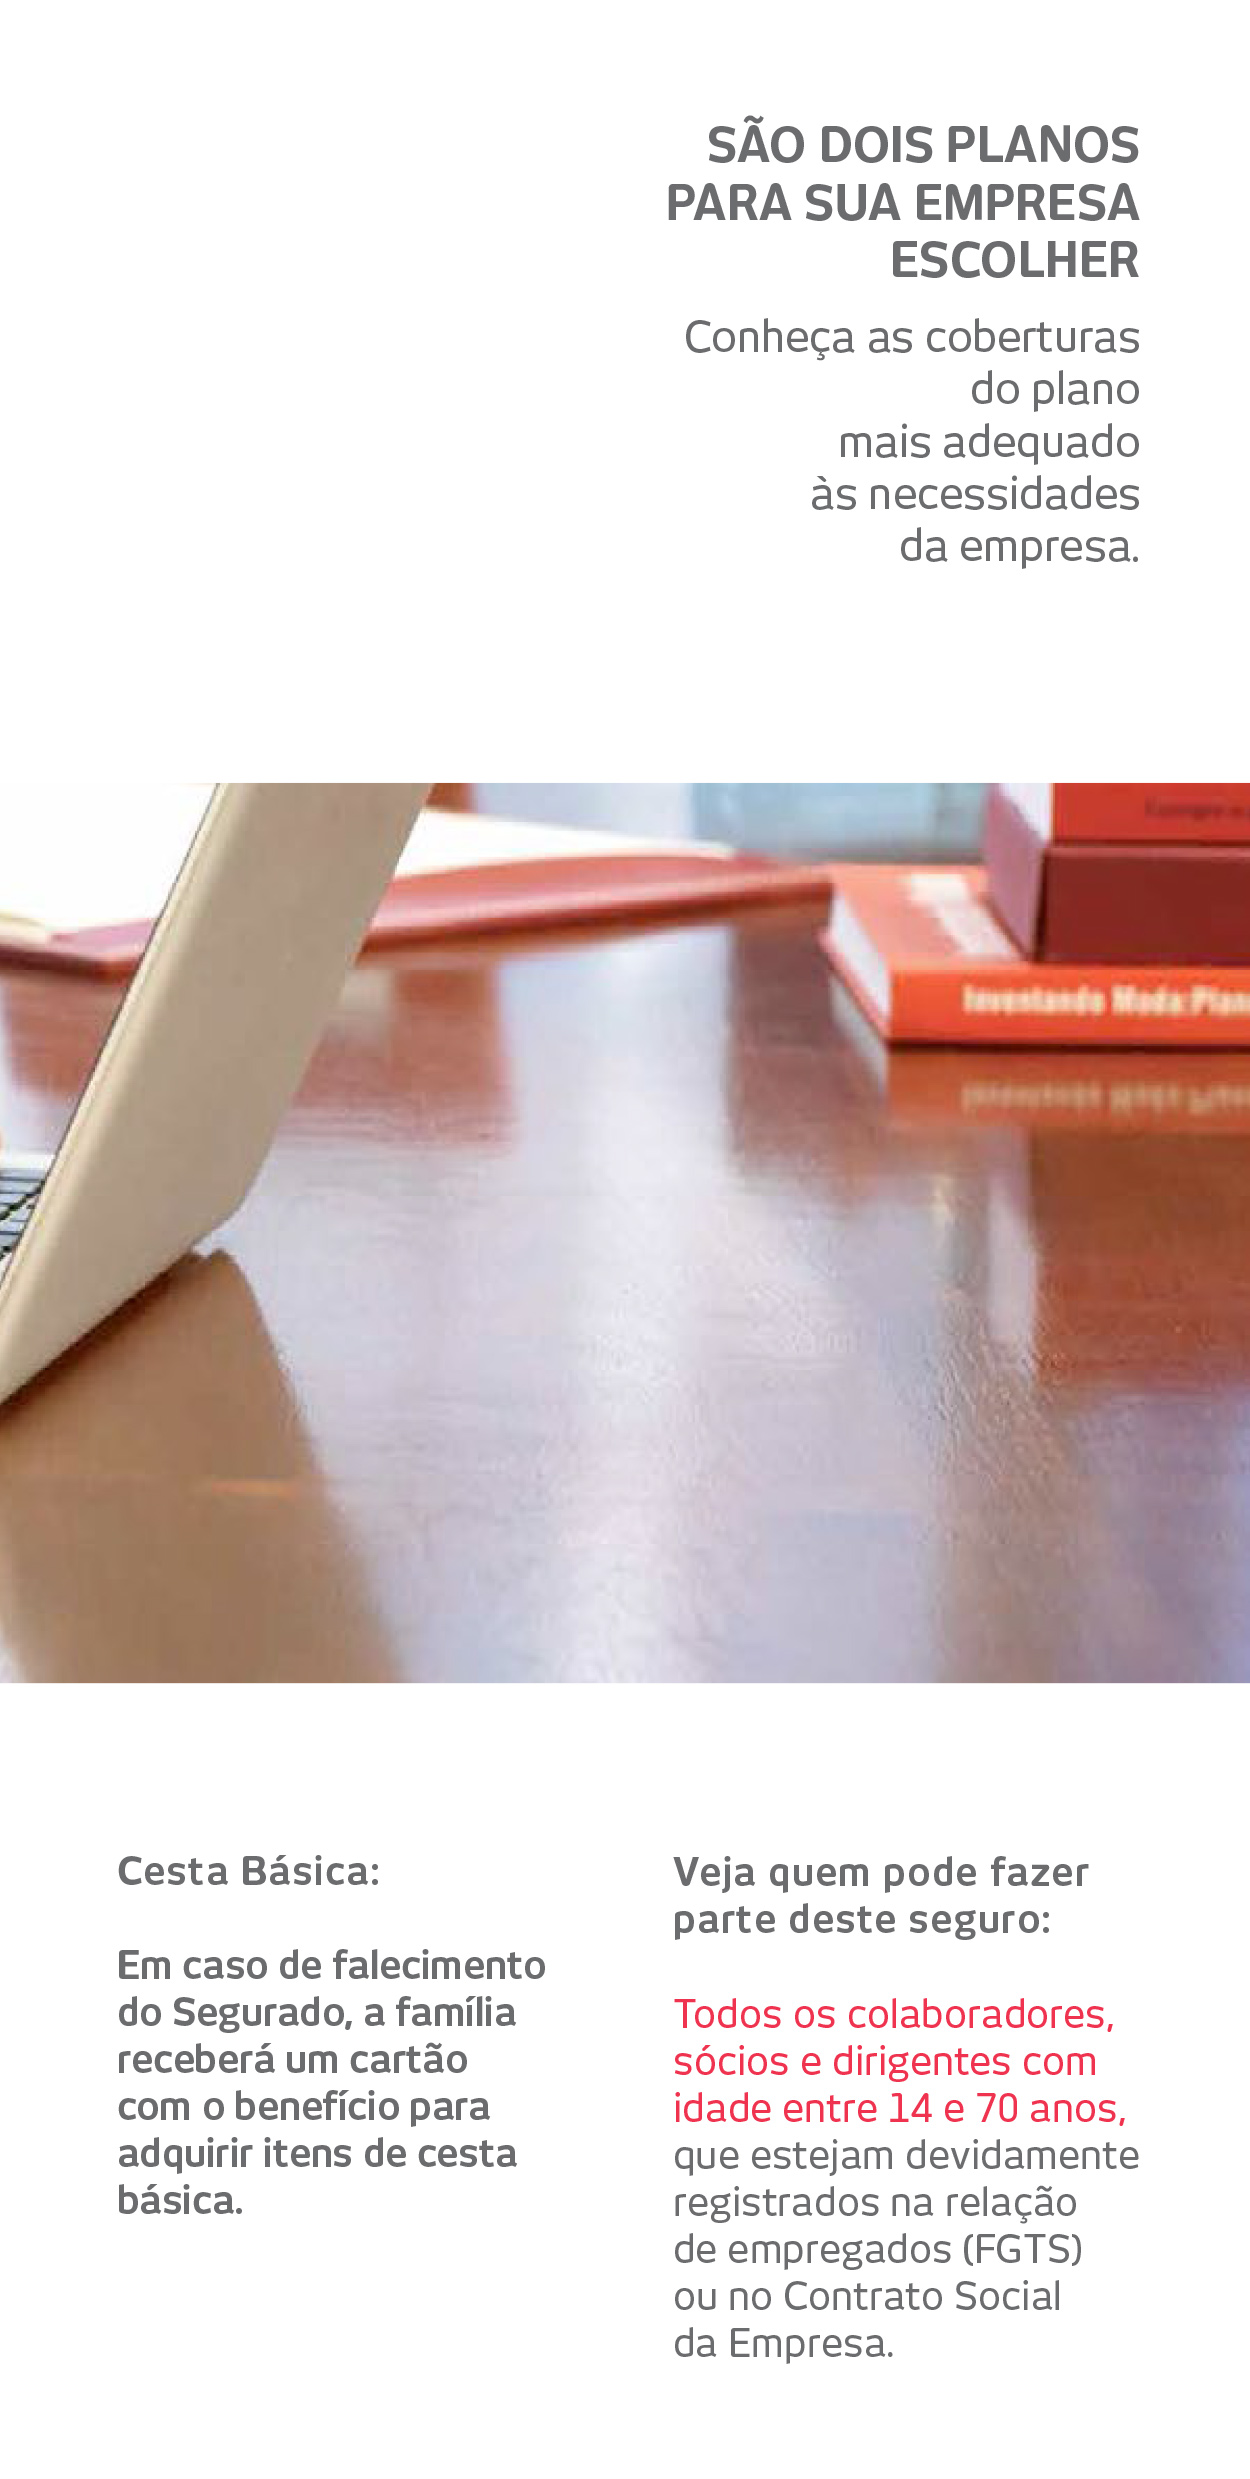 SÃO DOIS PLANOS
PARA SUA EMPRESA
ESCOLHER
Conheça as coberturas
do plano
mais adequado
às necessidades
da empresa.
Inventando Moda:
Cesta Básica:
Em caso de falecimento
do Segurado, a família
receberá um cartão
com o benefício para
adquirir itens de cesta
básica.
Veja quem pode fazer
parte deste seguro:
Todos os colaboradores,
sócios e dirigentes com
idade entre 14 e 70 anos,
que estejam devidamente
registrados na relação
de empregados (FGTS)
ou no Contrato Social
da Empresa.